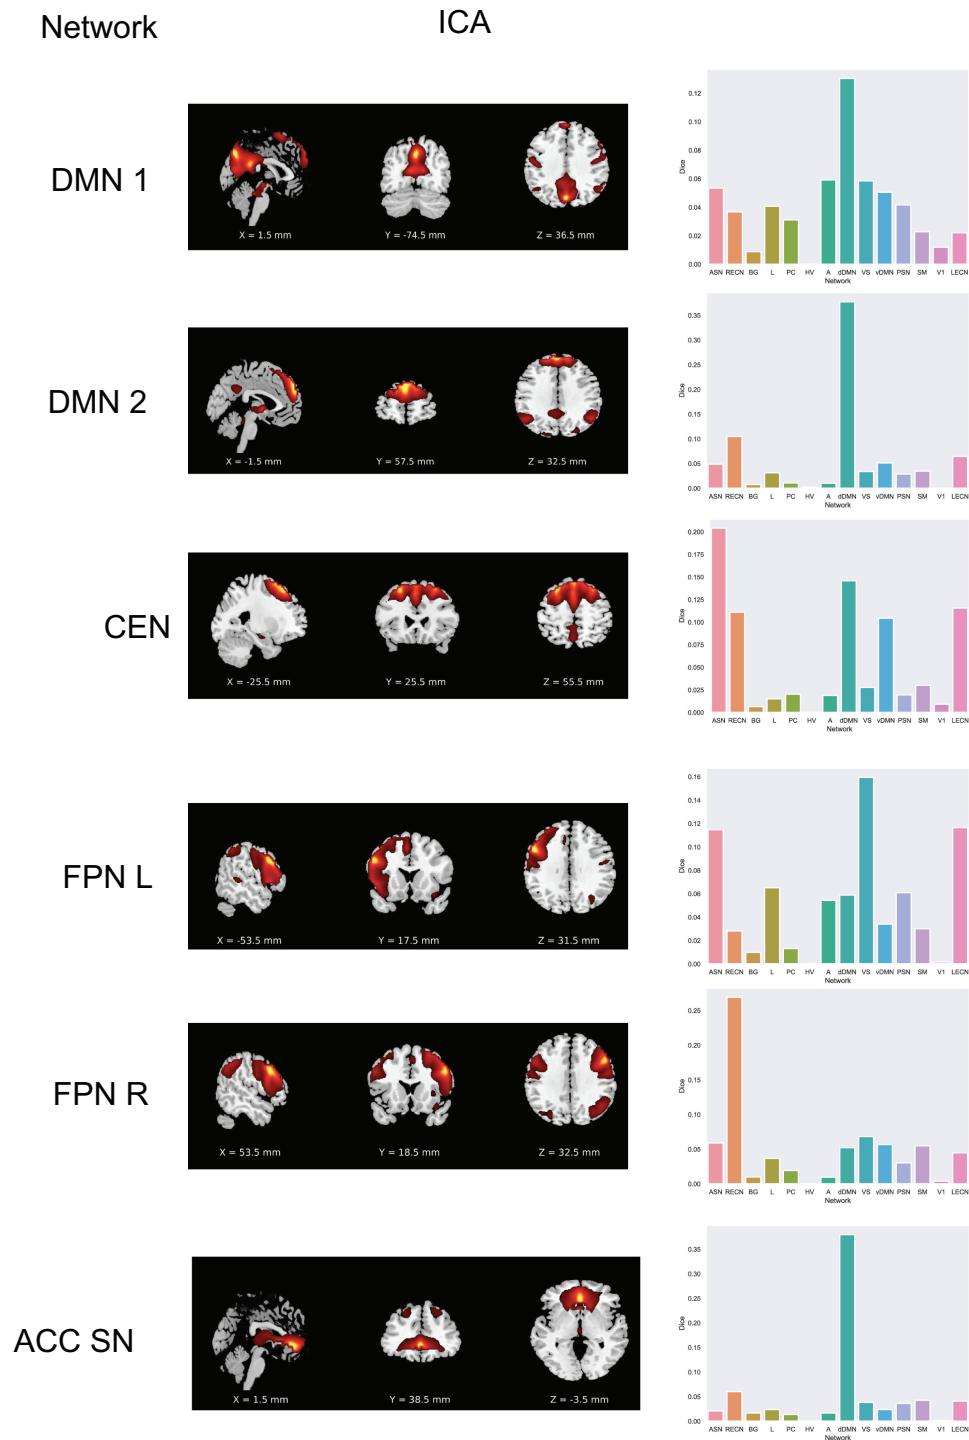 Network ICA
DMN 1
X = 1.5 mm Y = -74.5 mm Z = 36.5 mm
Dice
0.12
0.10
0.08
0.06
0.04
0.02
0.00
ASN RECN BG L PC HV A dDMN VS vDMN PSN SM V1 LECN
Network
DMN 2
X = -1.5 mm Y = 57.5 mm Z = 32.5 mm
Dice
0.35
0.30
0.25
0.20
0.15
0.10
0.05
0.00
ASN RECN BG L PC HV A dDMN VS vDMN PSN SM V1 LECN
Network
CEN
X = -25.5 mm Y = 25.5 mm Z = 55.5 mm
Dice
0.200
0.175
0.150
0.125
0.100
0.075
0.050
0.025
0.000
ASN RECN BG L PC HV A dDMN VS vDMN PSN SM V1 LECN
Network
FPN L
X = -53.5 mm Y = 17.5 mm Z = 31.5 mm
Dice
0.16
0.14
0.12
0.10
0.08
0.06
0.04
0.02
0.00
ASN RECN BG L PC HV A dDMN VS vDMN PSN SM V1 LECN
Network
FPN R
X = 53.5 mm Y = 18.5 mm Z = 32.5 mm
Dice
0.25
0.20
0.15
0.10
0.05
0.00
ASN RECN BG L PC HV A dDMN VS vDMN PSN SM V1 LECN
Network
ACC SN
X = 1.5 mm Y = 38.5 mm Z = -3.5 mm
Dice
0.35
0.30
0.25
0.20
0.15
0.10
0.05
0.00
ASN RECN BG L PC HV A dDMN VS vDMN PSN SM V1 LECN
Network